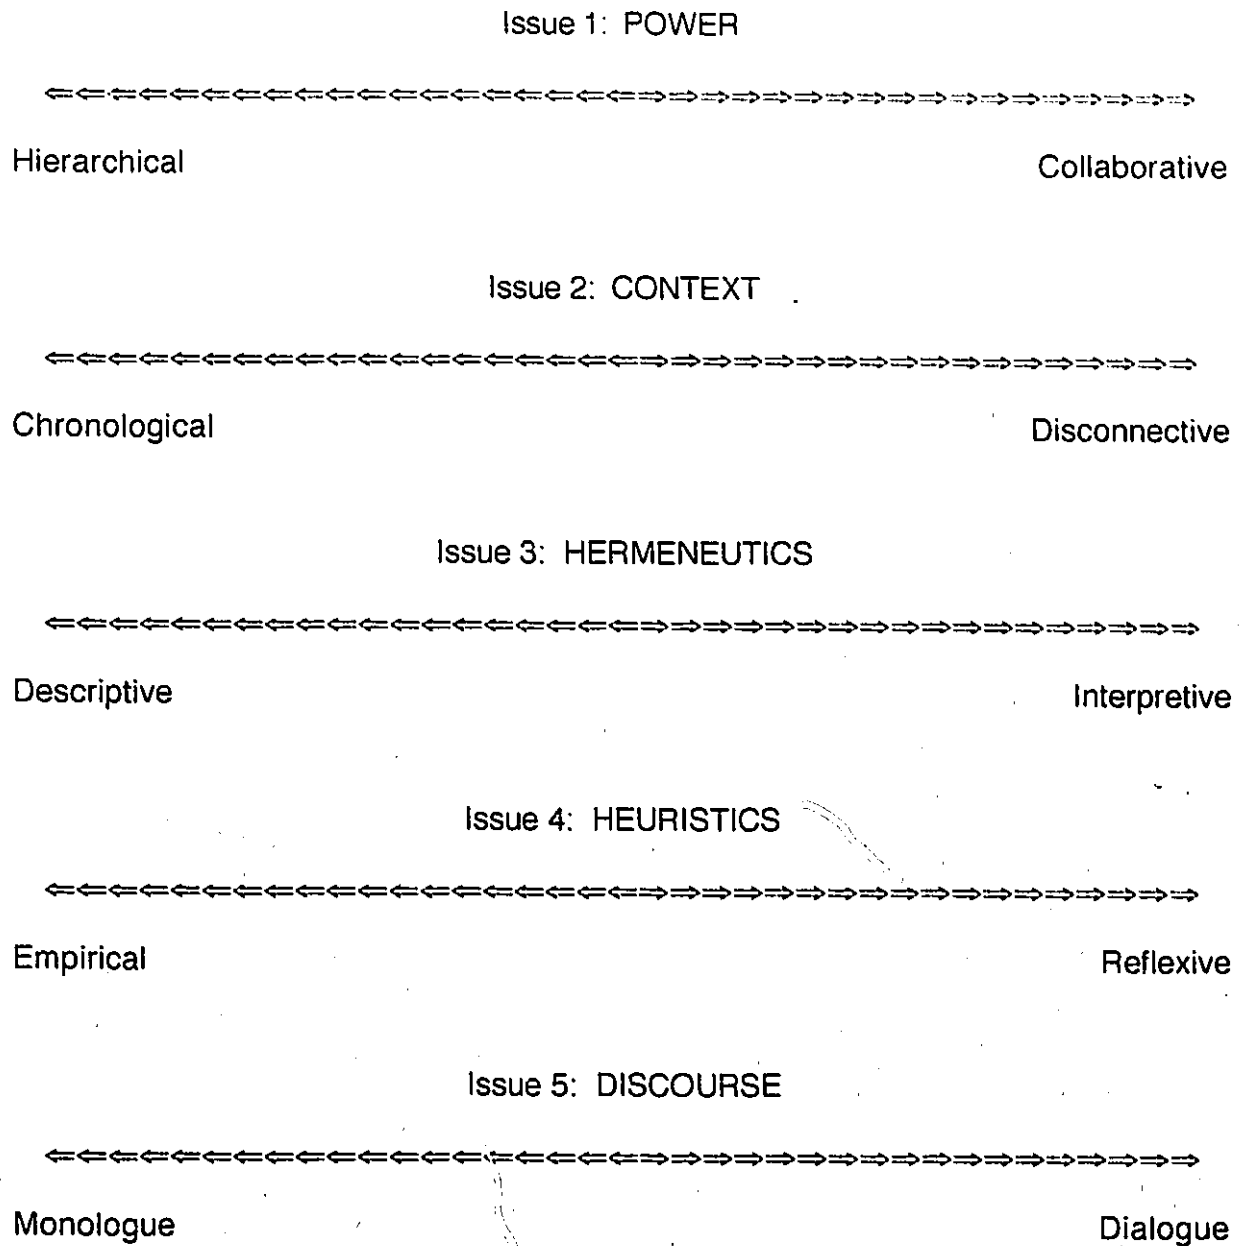 Issue 1: POWER
⇐⇐⇐⇐⇐⇐⇐⇐⇐⇐⇐⇐⇐⇐⇐⇐⇐⇐⇐⇒⇒⇒⇒⇒⇒⇒⇒⇒⇒⇒⇒⇒⇒⇒⇒⇒⇒
Hierarchical Collaborative
Issue 2: CONTEXT
⇐⇐⇐⇐⇐⇐⇐⇐⇐⇐⇐⇐⇐⇐⇐⇐⇐⇐⇐⇒⇒⇒⇒⇒⇒⇒⇒⇒⇒⇒⇒⇒⇒⇒⇒⇒⇒
Chronological Disconnective
Issue 3: HERMENEUTICS
⇐⇐⇐⇐⇐⇐⇐⇐⇐⇐⇐⇐⇐⇐⇐⇐⇐⇐⇐⇒⇒⇒⇒⇒⇒⇒⇒⇒⇒⇒⇒⇒⇒⇒⇒⇒⇒
Descriptive Interpretive
Issue 4: HEURISTICS
⇐⇐⇐⇐⇐⇐⇐⇐⇐⇐⇐⇐⇐⇐⇐⇐⇐⇐⇐⇒⇒⇒⇒⇒⇒⇒⇒⇒⇒⇒⇒⇒⇒⇒⇒⇒⇒
Empirical Reflexive
Issue 5: DISCOURSE
⇐⇐⇐⇐⇐⇐⇐⇐⇐⇐⇐⇐⇐⇐⇐⇐⇐⇐⇐⇒⇒⇒⇒⇒⇒⇒⇒⇒⇒⇒⇒⇒⇒⇒⇒⇒⇒
Monologue Dialogue